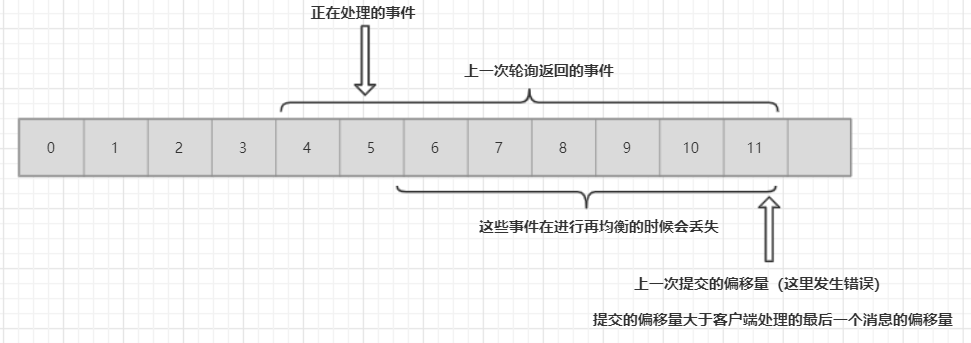 正在处理的事件
上一次轮询返回的事件
0 1 2 3 4 5 6 7 8 9 10 11
这些事件在进行再均衡的时候会丢失
上一次提交的偏移量（这里发生错误）
提交的偏移量大于客户端处理的最后一个消息的偏移量